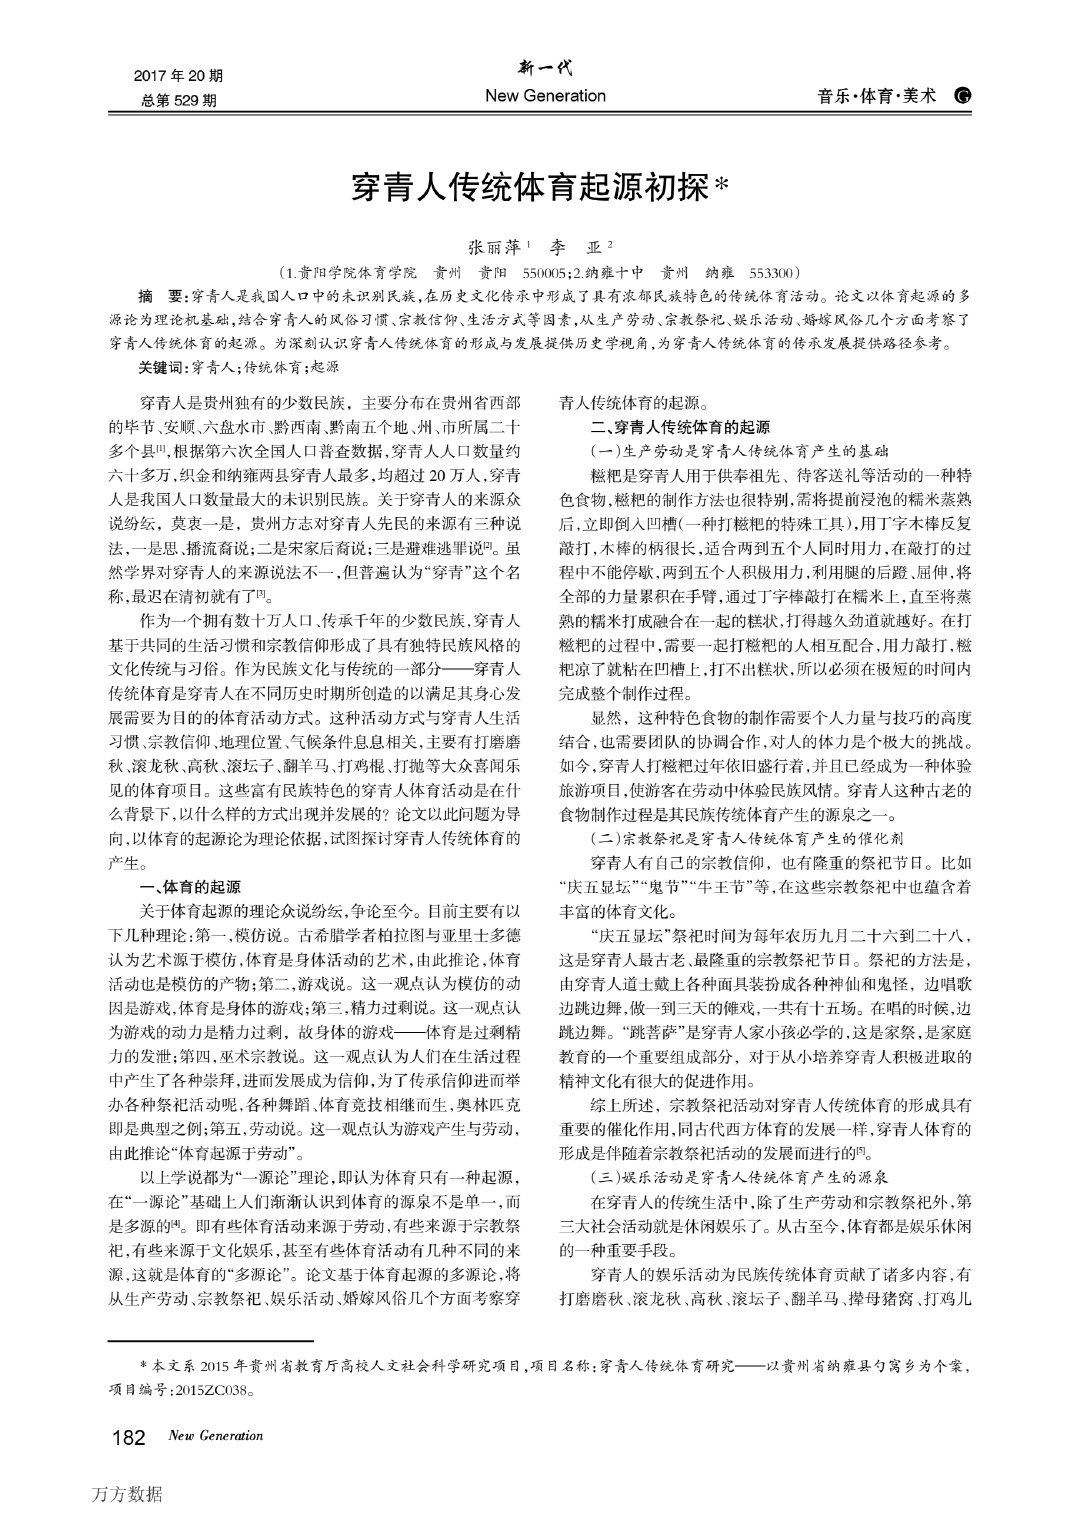 2017 年 20 期
总第 529 期
新一代
New Generation
音乐·体育·美术
穿青人传统体育起源初探*
张丽萍1 李 亚2
(1.贵阳学院体育学院 贵州 贵阳 550005;2.纳雍十中 贵州 纳雍 553300)
摘 要:穿青人是我国人口中的未识别民族,在历史文化传承中形成了具有浓郁民族特色的传统体育活动。论文以体育起源的多
源论为理论机基础,结合穿青人的风俗习惯、宗教信仰、生活方式等因素,从生产劳动、宗教祭祀、娱乐活动、婚嫁风俗几个方面考察了
穿青人传统体育的起源。为深刻认识穿青人传统体育的形成与发展提供历史学视角,为穿青人传统体育的传承发展提供路径参考。
关键词:穿青人;传统体育;起源
穿青人是贵州独有的少数民族，主要分布在贵州省西部
的毕节、安顺、六盘水市、黔西南、黔南五个地、州、市所属二十
多个县[1],根据第六次全国人口普查数据,穿青人人口数量约
六十多万,织金和纳雍两县穿青人最多,均超过 20 万人,穿青
人是我国人口数量最大的未识别民族。关于穿青人的来源众
说纷纭，莫衷一是，贵州方志对穿青人先民的来源有三种说
法,一是思、播流裔说;二是宋家后裔说;三是避难逃罪说[2]。虽
然学界对穿青人的来源说法不一,但普遍认为“穿青”这个名
称,最迟在清初就有了[3]。
作为一个拥有数十万人口、传承千年的少数民族,穿青人
基于共同的生活习惯和宗教信仰形成了具有独特民族风格的
文化传统与习俗。作为民族文化与传统的一部分——穿青人
传统体育是穿青人在不同历史时期所创造的以满足其身心发
展需要为目的的体育活动方式。这种活动方式与穿青人生活
习惯、宗教信仰、地理位置、气候条件息息相关,主要有打磨磨
秋、滚龙秋、高秋、滚坛子、翻羊马、打鸡棍、打抛等大众喜闻乐
见的体育项目。这些富有民族特色的穿青人体育活动是在什
么背景下,以什么样的方式出现并发展的? 论文以此问题为导
向,以体育的起源论为理论依据,试图探讨穿青人传统体育的
产生。
一、体育的起源
关于体育起源的理论众说纷纭,争论至今。目前主要有以
下几种理论:第一,模仿说。古希腊学者柏拉图与亚里士多德
认为艺术源于模仿,体育是身体活动的艺术,由此推论,体育
活动也是模仿的产物;第二,游戏说。这一观点认为模仿的动
因是游戏,体育是身体的游戏;第三,精力过剩说。这一观点认
为游戏的动力是精力过剩，故身体的游戏——体育是过剩精
力的发泄;第四,巫术宗教说。这一观点认为人们在生活过程
中产生了各种崇拜,进而发展成为信仰,为了传承信仰进而举
办各种祭祀活动呢,各种舞蹈、体育竞技相继而生,奥林匹克
即是典型之例;第五,劳动说。这一观点认为游戏产生与劳动,
由此推论“体育起源于劳动”。
以上学说都为“一源论”理论,即认为体育只有一种起源,
在“一源论”基础上人们渐渐认识到体育的源泉不是单一,而
是多源的[4]。即有些体育活动来源于劳动,有些来源于宗教祭
祀,有些来源于文化娱乐,甚至有些体育活动有几种不同的来
源,这就是体育的“多源论”。论文基于体育起源的多源论,将
从生产劳动、宗教祭祀、娱乐活动、婚嫁风俗几个方面考察穿
青人传统体育的起源。
二、穿青人传统体育的起源
(一)生产劳动是穿青人传统体育产生的基础
糍粑是穿青人用于供奉祖先、待客送礼等活动的一种特
色食物,糍粑的制作方法也很特别,需将提前浸泡的糯米蒸熟
后,立即倒入凹槽(一种打糍粑的特殊工具),用丁字木棒反复
敲打,木棒的柄很长,适合两到五个人同时用力,在敲打的过
程中不能停歇,两到五个人积极用力,利用腿的后蹬、屈伸,将
全部的力量累积在手臂,通过丁字棒敲打在糯米上,直至将蒸
熟的糯米打成融合在一起的糕状,打得越久劲道就越好。在打
糍粑的过程中,需要一起打糍粑的人相互配合,用力敲打,糍
粑凉了就粘在凹槽上,打不出糕状,所以必须在极短的时间内
完成整个制作过程。
显然，这种特色食物的制作需要个人力量与技巧的高度
结合,也需要团队的协调合作,对人的体力是个极大的挑战。
如今,穿青人打糍粑过年依旧盛行着,并且已经成为一种体验
旅游项目,使游客在劳动中体验民族风情。穿青人这种古老的
食物制作过程是其民族传统体育产生的源泉之一。
(二)宗教祭祀是穿青人传统体育产生的催化剂
穿青人有自己的宗教信仰，也有隆重的祭祀节日。比如
“庆五显坛”“鬼节”“牛王节”等,在这些宗教祭祀中也蕴含着
丰富的体育文化。
“庆五显坛”祭祀时间为每年农历九月二十六到二十八,
这是穿青人最古老、最隆重的宗教祭祀节日。祭祀的方法是,
由穿青人道士戴上各种面具装扮成各种神仙和鬼怪，边唱歌
边跳边舞,做一到三天的傩戏,一共有十五场。在唱的时候,边
跳边舞。“跳菩萨”是穿青人家小孩必学的,这是家祭,是家庭
教育的一个重要组成部分，对于从小培养穿青人积极进取的
精神文化有很大的促进作用。
综上所述，宗教祭祀活动对穿青人传统体育的形成具有
重要的催化作用,同古代西方体育的发展一样,穿青人体育的
形成是伴随着宗教祭祀活动的发展而进行的[5]。
(三)娱乐活动是穿青人传统体育产生的源泉
在穿青人的传统生活中,除了生产劳动和宗教祭祀外,第
三大社会活动就是休闲娱乐了。从古至今,体育都是娱乐休闲
的一种重要手段。
穿青人的娱乐活动为民族传统体育贡献了诸多内容,有
打磨磨秋、滚龙秋、高秋、滚坛子、翻羊马、撵母猪窝、打鸡儿
*本文系 2015 年贵州省教育厅高校人文社会科学研究项目,项目名称:穿青人传统体育研究——以贵州省纳雍县勺窝乡为个案,
项目编号:2015ZC038。
182 New Generation
万方数据